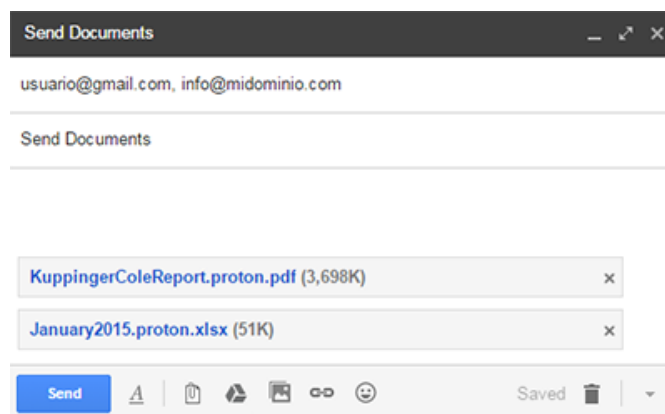 Send Documents
usuario@gmail.com, info@midominio.com
Send Documents
KuppingerColeReport.proton.pdf (3,698K)
January2015.proton.xlsx (51K)
Send A Saved